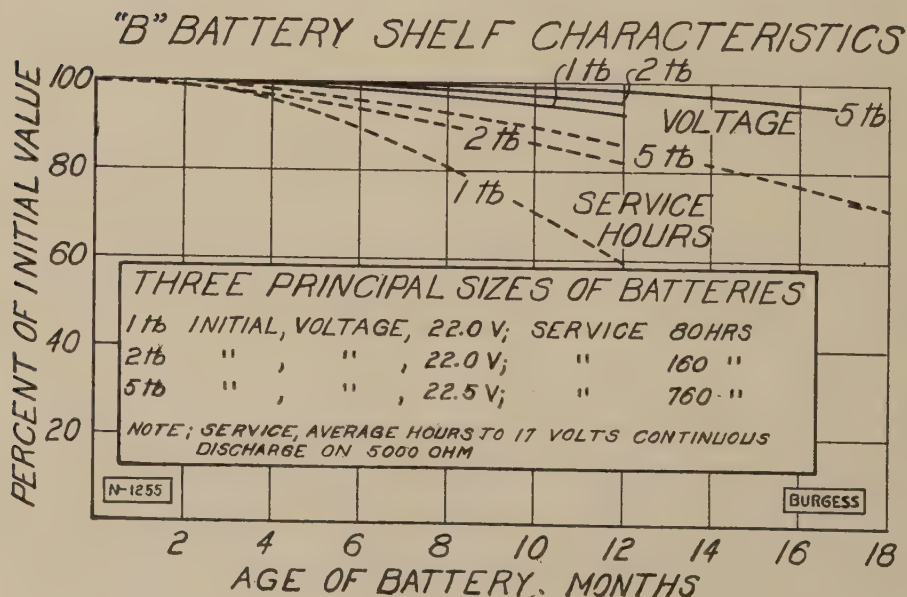 "B" BATTERY SHELF CHARACTERISTICS
PERCENT OF INITIAL VALUE
100
80
60
40
20
1 lb
2 lb
5 lb
VOLTAGE
2 lb
5 lb
1 lb
SERVICE
HOURS
THREE PRINCIPAL SIZES OF BATTERIES
1 lb INITIAL, VOLTAGE, 22.0 V; SERVICE 80 HRS
2 lb " , " , 22.0 V; " 160 "
5 lb " , " , 22.5 V; " 760 "
NOTE; SERVICE, AVERAGE HOURS TO 17 VOLTS CONTINUOUS
DISCHARGE ON 5000 OHM
N-1255
BURGESS
2 4 6 8 10 12 14 16 18
AGE OF BATTERY. MONTHS